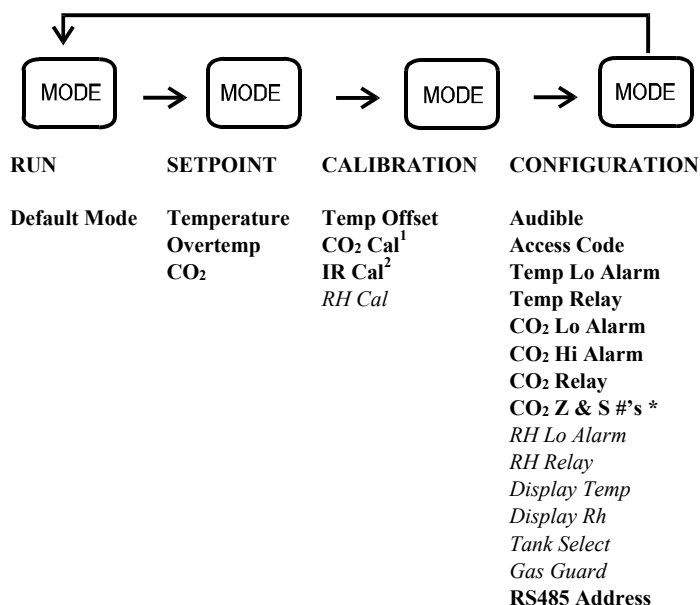 MODE MODE MODE MODE
RUN SETPOINT CALIBRATION CONFIGURATION
Default Mode Temperature Temp Offset Audible
Overtemp CO₂ Cal¹ Access Code
CO₂ IR Cal² Temp Lo Alarm
RH Cal Temp Relay
CO₂ Lo Alarm
CO₂ Hi Alarm
CO₂ Relay
CO₂ Z & S #'s *
RH Lo Alarm
RH Relay
Display Temp
Display Rh
Tank Select
Gas Guard
RS485 Address